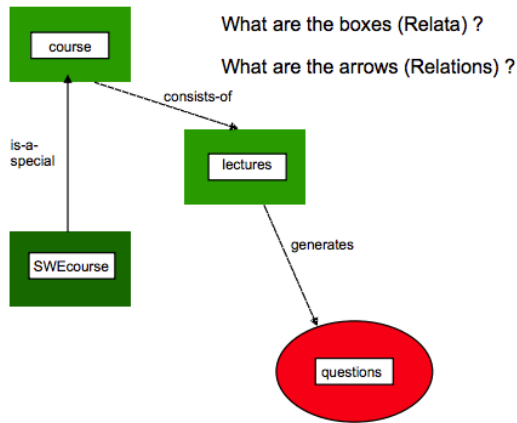 What are the boxes (Relata) ?
course
What are the arrows (Relations) ?
consists-of
is-a-
special
lectures
generates
SWEcourse
questions